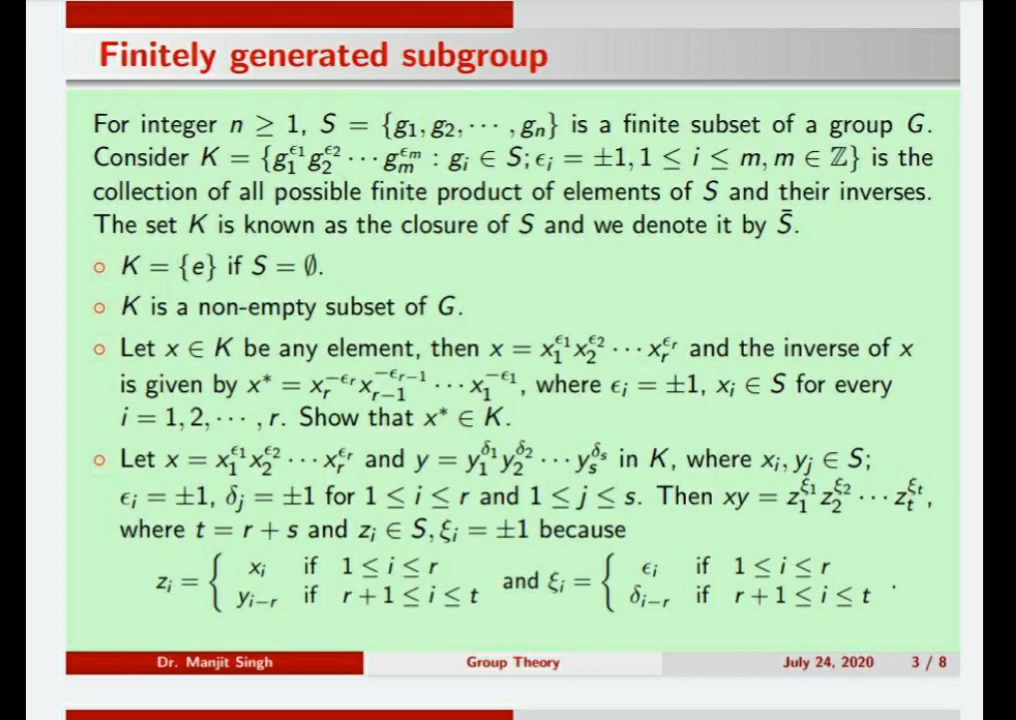 Finitely generated subgroup
For integer n ≥ 1, S = {g₁, g₂, ⋯ , gₙ} is a finite subset of a group G.
Consider K = {g₁^{ϵ₁} g₂^{ϵ₂} ⋯ gₘ^{ϵₘ} : gᵢ ∈ S; ϵᵢ = ±1, 1 ≤ i ≤ m, m ∈ ℤ} is the
collection of all possible finite product of elements of S and their inverses.
The set K is known as the closure of S and we denote it by S̄.
∘ K = {e} if S = ∅.
∘ K is a non-empty subset of G.
∘ Let x ∈ K be any element, then x = x₁^{ϵ₁} x₂^{ϵ₂} ⋯ xᵣ^{ϵᵣ} and the inverse of x
is given by x* = xᵣ^{−ϵᵣ} x_{r−1}^{−ϵ_{r−1}} ⋯ x₁^{−ϵ₁}, where ϵᵢ = ±1, xᵢ ∈ S for every
i = 1, 2, ⋯ , r. Show that x* ∈ K.
∘ Let x = x₁^{ϵ₁} x₂^{ϵ₂} ⋯ xᵣ^{ϵᵣ} and y = y₁^{δ₁} y₂^{δ₂} ⋯ yₛ^{δₛ} in K, where xᵢ, yⱼ ∈ S;
ϵᵢ = ±1, δⱼ = ±1 for 1 ≤ i ≤ r and 1 ≤ j ≤ s. Then xy = z₁^{ξ₁} z₂^{ξ₂} ⋯ zₜ^{ξₜ},
where t = r + s and zᵢ ∈ S, ξᵢ = ±1 because
zᵢ = { xᵢ if 1 ≤ i ≤ r; y_{i−r} if r + 1 ≤ i ≤ t and ξᵢ = { ϵᵢ if 1 ≤ i ≤ r; δ_{i−r} if r + 1 ≤ i ≤ t .
Dr. Manjit Singh Group Theory July 24, 2020 3 / 8